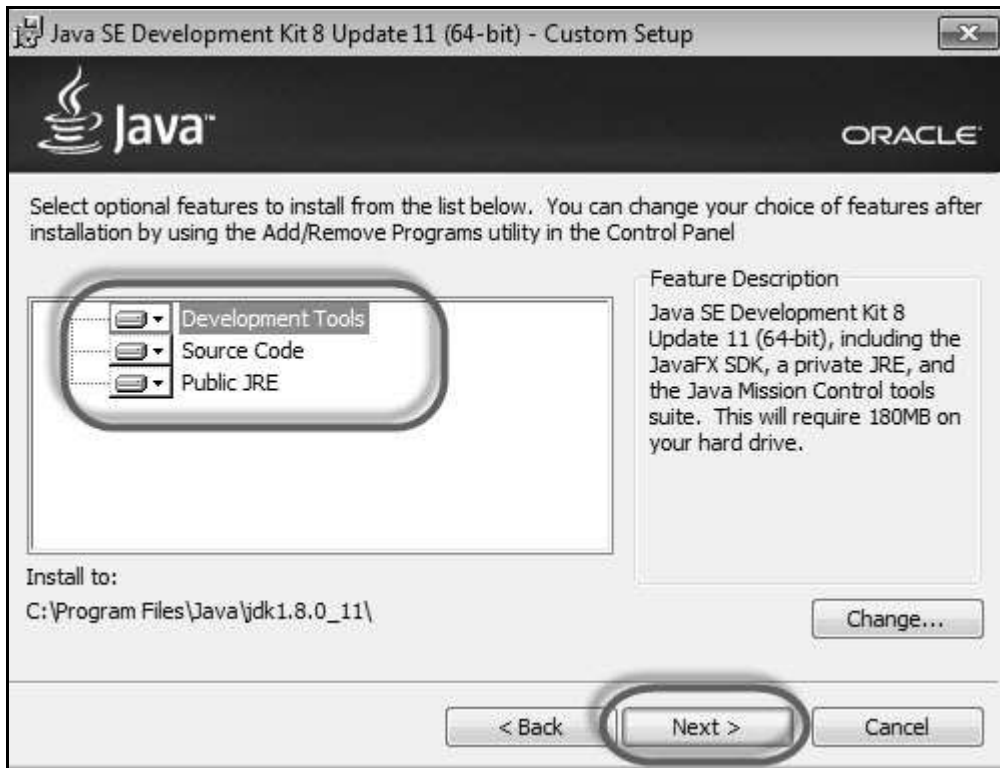 Java SE Development Kit 8 Update 11 (64-bit) - Custom Setup
Java™
ORACLE
Select optional features to install from the list below. You can change your choice of features after
installation by using the Add/Remove Programs utility in the Control Panel
Development Tools
Source Code
Public JRE
Feature Description
Java SE Development Kit 8
Update 11 (64-bit), including the
JavaFX SDK, a private JRE, and
the Java Mission Control tools
suite. This will require 180MB on
your hard drive.
Install to:
C:\Program Files\Java\jdk1.8.0_11\
Change...
< Back
Next >
Cancel